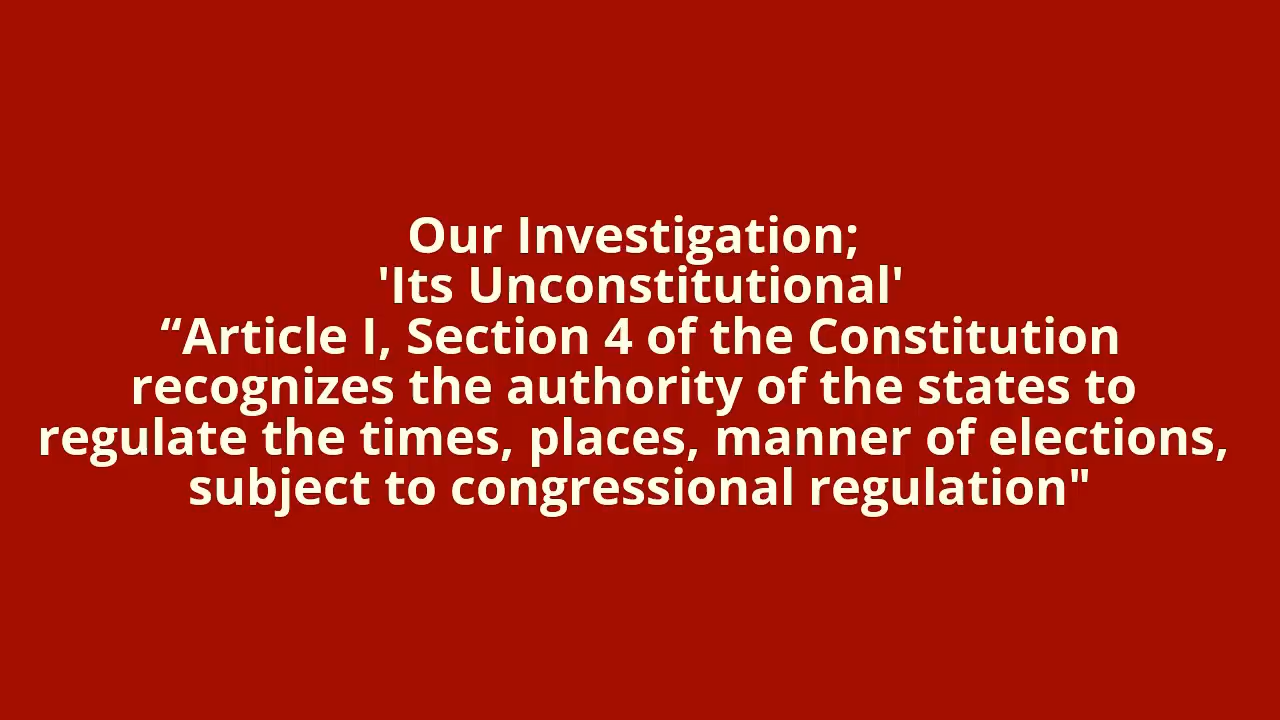 Our Investigation;
'Its Unconstitutional'
“Article I, Section 4 of the Constitution
recognizes the authority of the states to
regulate the times, places, manner of elections,
subject to congressional regulation"